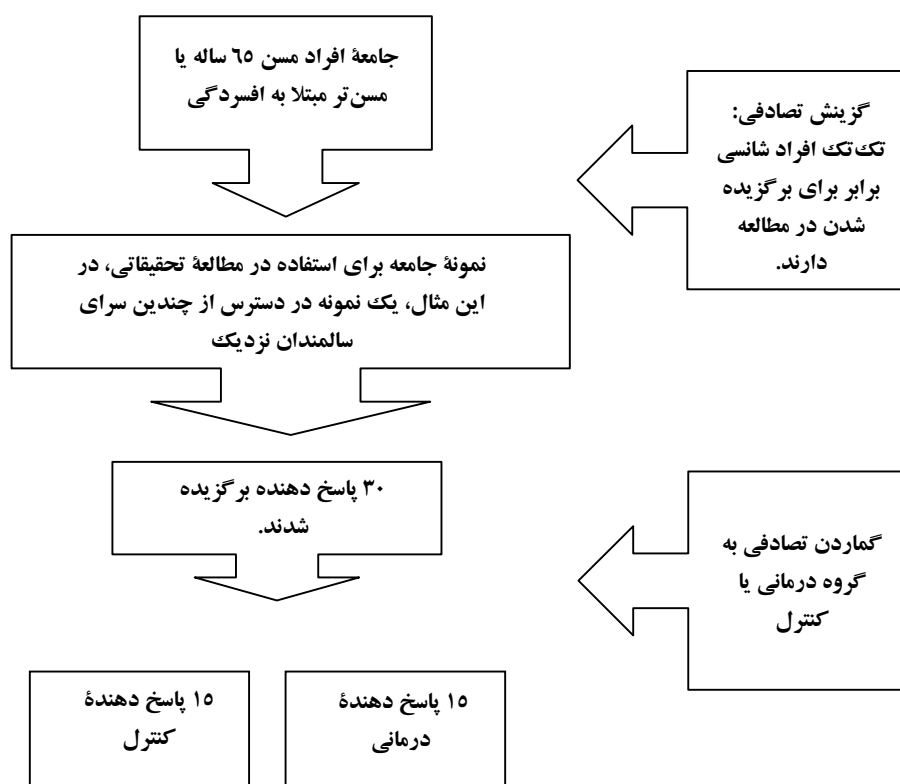 جامعهٔ افراد مسن ٦٥ ساله یا
مسن‌تر مبتلا به افسردگی
گزینش تصادفی:
تک‌تک افراد شانسی
برابر برای برگزیده
شدن در مطالعه
دارند.
نمونهٔ جامعه برای استفاده در مطالعهٔ تحقیقاتی، در
این مثال، یک نمونه در دسترس از چندین سرای
سالمندان نزدیک
۳۰ پاسخ دهنده برگزیده
شدند.
گماردن تصادفی به
گروه درمانی یا
کنترل
١٥ پاسخ دهندهٔ
درمانی
١٥ پاسخ دهندهٔ
کنترل